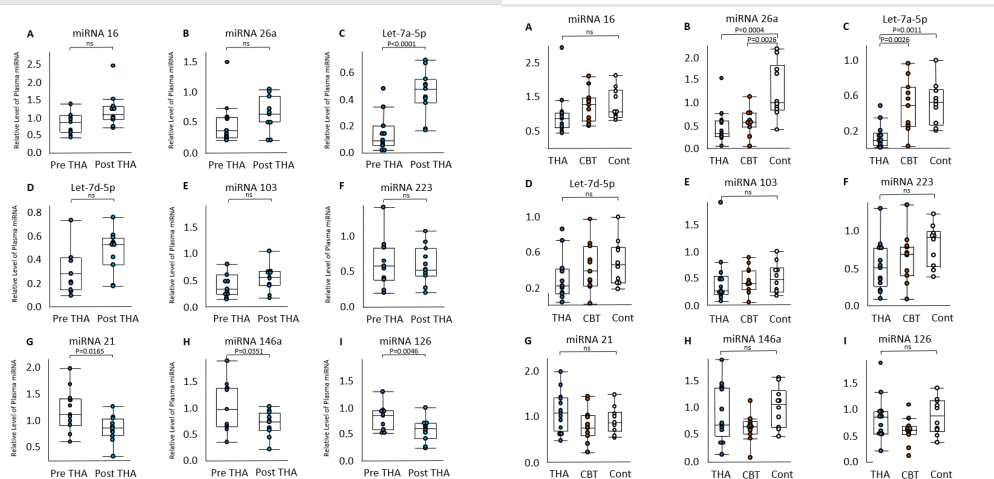 A miRNA 16
ns
Relative Level of Plasma miRNA
2.5
2.0
1.5
1.0
0.5
0.0
Pre THA Post THA
B miRNA 26a
ns
1.5
1.0
0.5
0.0
Pre THA Post THA
C Let-7a-5p
P<0.0001
0.6
0.4
0.2
0.0
Pre THA Post THA
D Let-7d-5p
ns
Relative Level of Plasma miRNA
0.8
0.6
0.4
0.2
0.0
Pre THA Post THA
E miRNA 103
ns
1.5
1.0
0.5
0.0
Pre THA Post THA
F miRNA 223
ns
1.0
0.5
0.0
Pre THA Post THA
G miRNA 21
P=0.0165
Relative Level of Plasma miRNA
2.0
1.5
1.0
0.5
Pre THA Post THA
H miRNA 146a
P=0.0351
1.5
1.0
0.5
0.0
Pre THA Post THA
I miRNA 126
P=0.0046
1.5
1.0
0.5
0.0
Pre THA Post THA
A miRNA 16
ns
1.5
1.0
0.5
0.0
THA CBT Cont
B miRNA 26a
P=0.0004
P=0.0026
2.0
1.5
1.0
0.5
0.0
THA CBT Cont
C Let-7a-5p
P=0.0011
P=0.0026
1.0
0.6
0.2
THA CBT Cont
D Let-7d-5p
ns
1.0
0.6
0.2
THA CBT Cont
E miRNA 103
ns
1.5
1.0
0.5
0.0
THA CBT Cont
F miRNA 223
ns
1.0
0.5
0.0
THA CBT Cont
G miRNA 21
ns
2.0
1.5
1.0
0.5
0.0
THA CBT Cont
H miRNA 146a
ns
1.5
1.0
0.5
0.0
THA CBT Cont
I miRNA 126
ns
1.5
1.0
0.5
0.0
THA CBT Cont